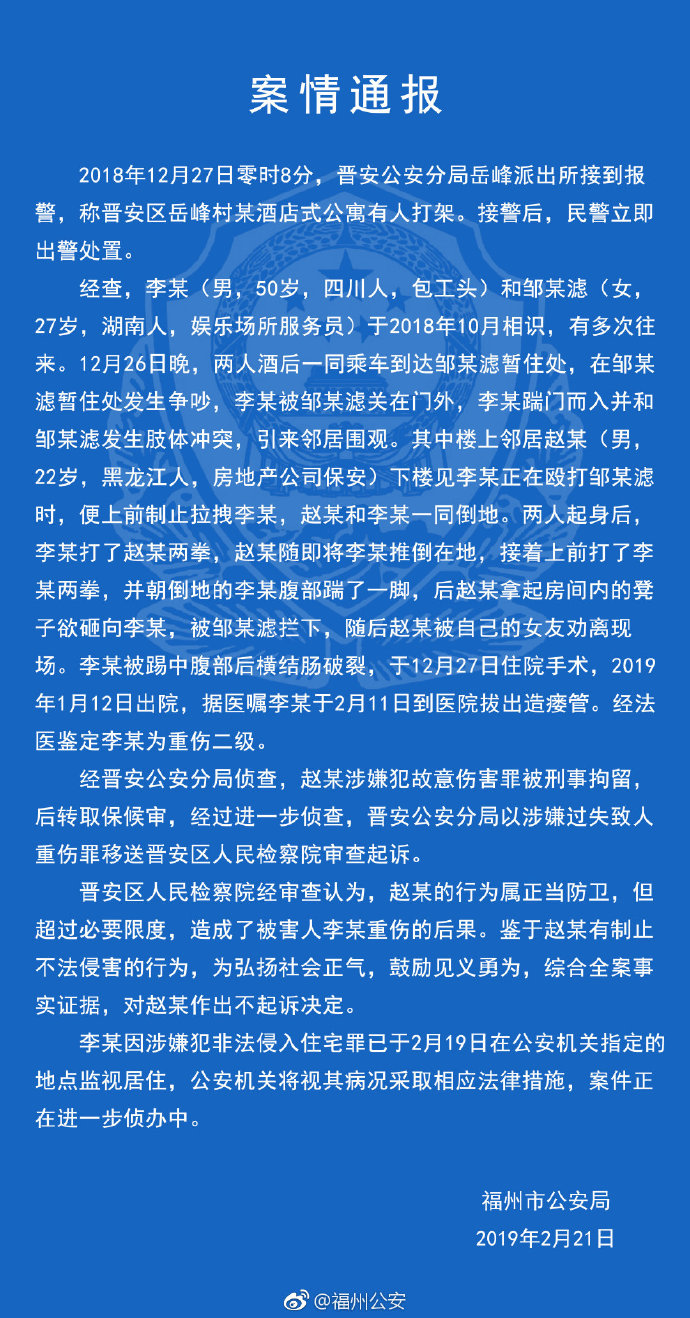 案情通报
2018年12月27日零时8分，晋安公安分局岳峰派出所接到报
警，称晋安区岳峰村某酒店式公寓有人打架。接警后，民警立即
出警处置。
经查，李某（男，50岁，四川人，包工头）和邹某滤（女，
27岁，湖南人，娱乐场所服务员）于2018年10月相识，有多次往
来。12月26日晚，两人酒后一同乘车到达邹某滤暂住处，在邹某
滤暂住处发生争吵，李某被邹某滤关在门外，李某踹门而入并和
邹某滤发生肢体冲突，引来邻居围观。其中楼上邻居赵某（男，
22岁，黑龙江人，房地产公司保安）下楼见李某正在殴打邹某滤
时，便上前制止拉拽李某，赵某和李某一同倒地。两人起身后，
李某打了赵某两拳，赵某随即将李某推倒在地，接着上前打了李
某两拳，并朝倒地的李某腹部踹了一脚，后赵某拿起房间内的凳
子欲砸向李某，被邹某滤拦下，随后赵某被自己的女友劝离现
场。李某被踢中腹部后横结肠破裂，于12月27日住院手术，2019
年1月12日出院，据医嘱李某于2月11日到医院拔出造瘘管。经法
医鉴定李某为重伤二级。
经晋安公安分局侦查，赵某涉嫌犯故意伤害罪被刑事拘留，
后转取保候审，经过进一步侦查，晋安公安分局以涉嫌过失致人
重伤罪移送晋安区人民检察院审查起诉。
晋安区人民检察院经审查认为，赵某的行为属正当防卫，但
超过必要限度，造成了被害人李某重伤的后果。鉴于赵某有制止
不法侵害的行为，为弘扬社会正气，鼓励见义勇为，综合全案事
实证据，对赵某作出不起诉决定。
李某因涉嫌犯非法侵入住宅罪已于2月19日在公安机关指定的
地点监视居住，公安机关将视其病况采取相应法律措施，案件正
在进一步侦办中。
福州市公安局
2019年2月21日
@福州公安